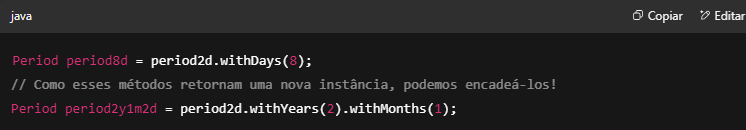 java Copiar Editar
Period period8d = period2d.withDays(8);
// Como esses métodos retornam uma nova instância, podemos encadeá-los!
Period period2y1m2d = period2d.withYears(2).withMonths(1);